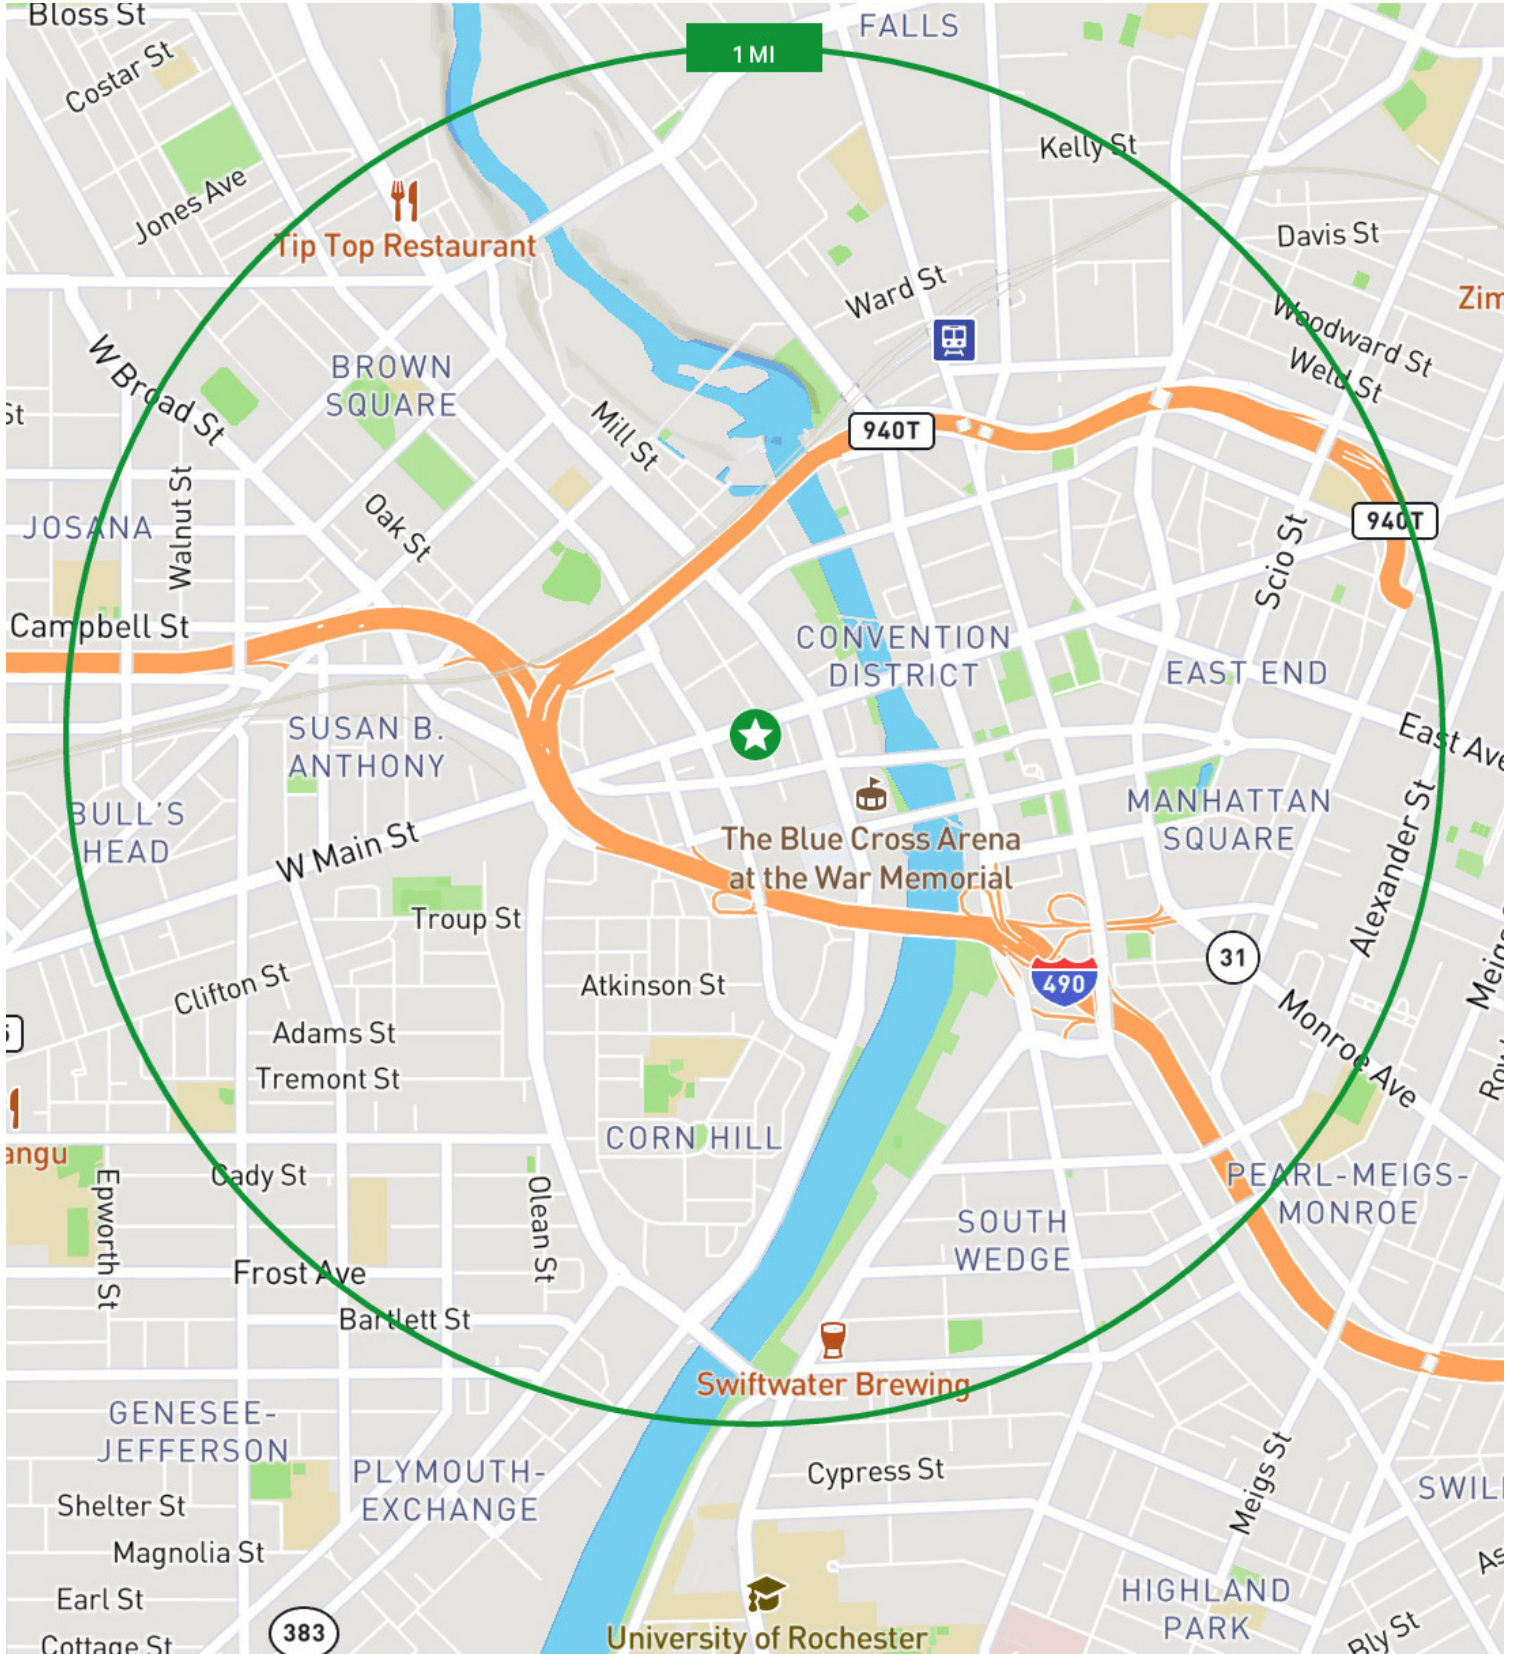 Bloss St
FALLS
1 MI
Costar St
Kelly St
Jones Ave
Davis St
Tip Top Restaurant
Ward St
Zim
Woodward St
W Broad St
BROWN
SQUARE
Weld St
St
Mill St
940T
Walnut St
JOSANA
Oak St
940T
Scio St
Campbell St
CONVENTION
DISTRICT
EAST END
SUSAN B.
ANTHONY
East Ave
BULL'S
HEAD
MANHATTAN
SQUARE
W Main St
The Blue Cross Arena
at the War Memorial
Alexander St
Troup St
31
Meigs S
Clifton St
Atkinson St
490
Monroe Ave
Adams St
Tremont St
angu
CORN HILL
Cady St
PEARL-MEIGS-
MONROE
Epworth St
Olean St
SOUTH
WEDGE
Frost Ave
Bartlett St
Swiftwater Brewing
GENESEE-
JEFFERSON
PLYMOUTH-
EXCHANGE
Cypress St
Meigs St
SWIL
Shelter St
Magnolia St
As
Earl St
HIGHLAND
PARK
383
University of Rochester
Bly St
Cottage St